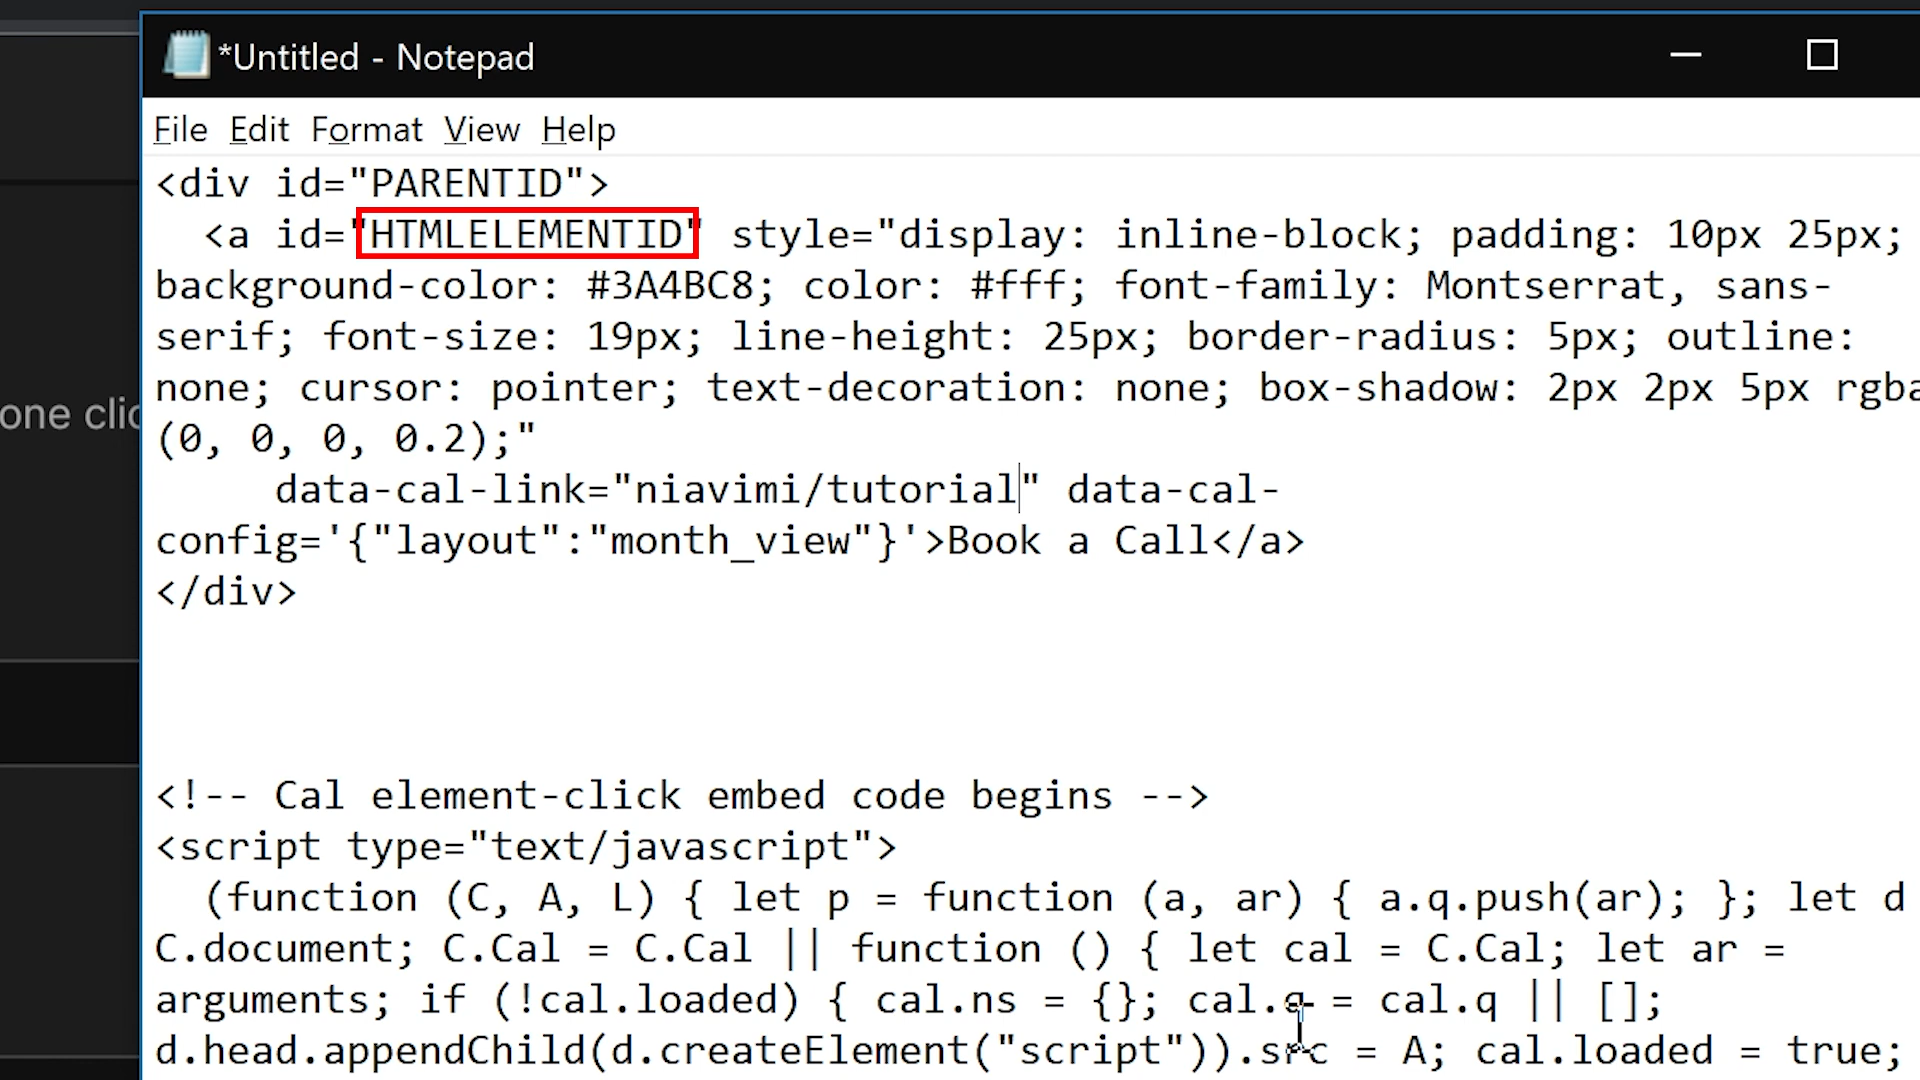 *Untitled - Notepad
File Edit Format View Help
<div id="PARENTID">
<a id="HTMLELEMENTID" style="display: inline-block; padding: 10px 25px;
background-color: #3A4BC8; color: #fff; font-family: Montserrat, sans-
serif; font-size: 19px; line-height: 25px; border-radius: 5px; outline:
none; cursor: pointer; text-decoration: none; box-shadow: 2px 2px 5px rgba
(0, 0, 0, 0.2);"
one clic
data-cal-link="niavimi/tutorial" data-cal-
config='{"layout":"month_view"}'>Book a Call</a>
</div>
<!-- Cal element-click embed code begins -->
<script type="text/javascript">
(function (C, A, L) { let p = function (a, ar) { a.q.push(ar); }; let d
C.document; C.Cal = C.Cal || function () { let cal = C.Cal; let ar =
arguments; if (!cal.loaded) { cal.ns = {}; cal.q = cal.q || [];
d.head.appendChild(d.createElement("script")).src = A; cal.loaded = true;